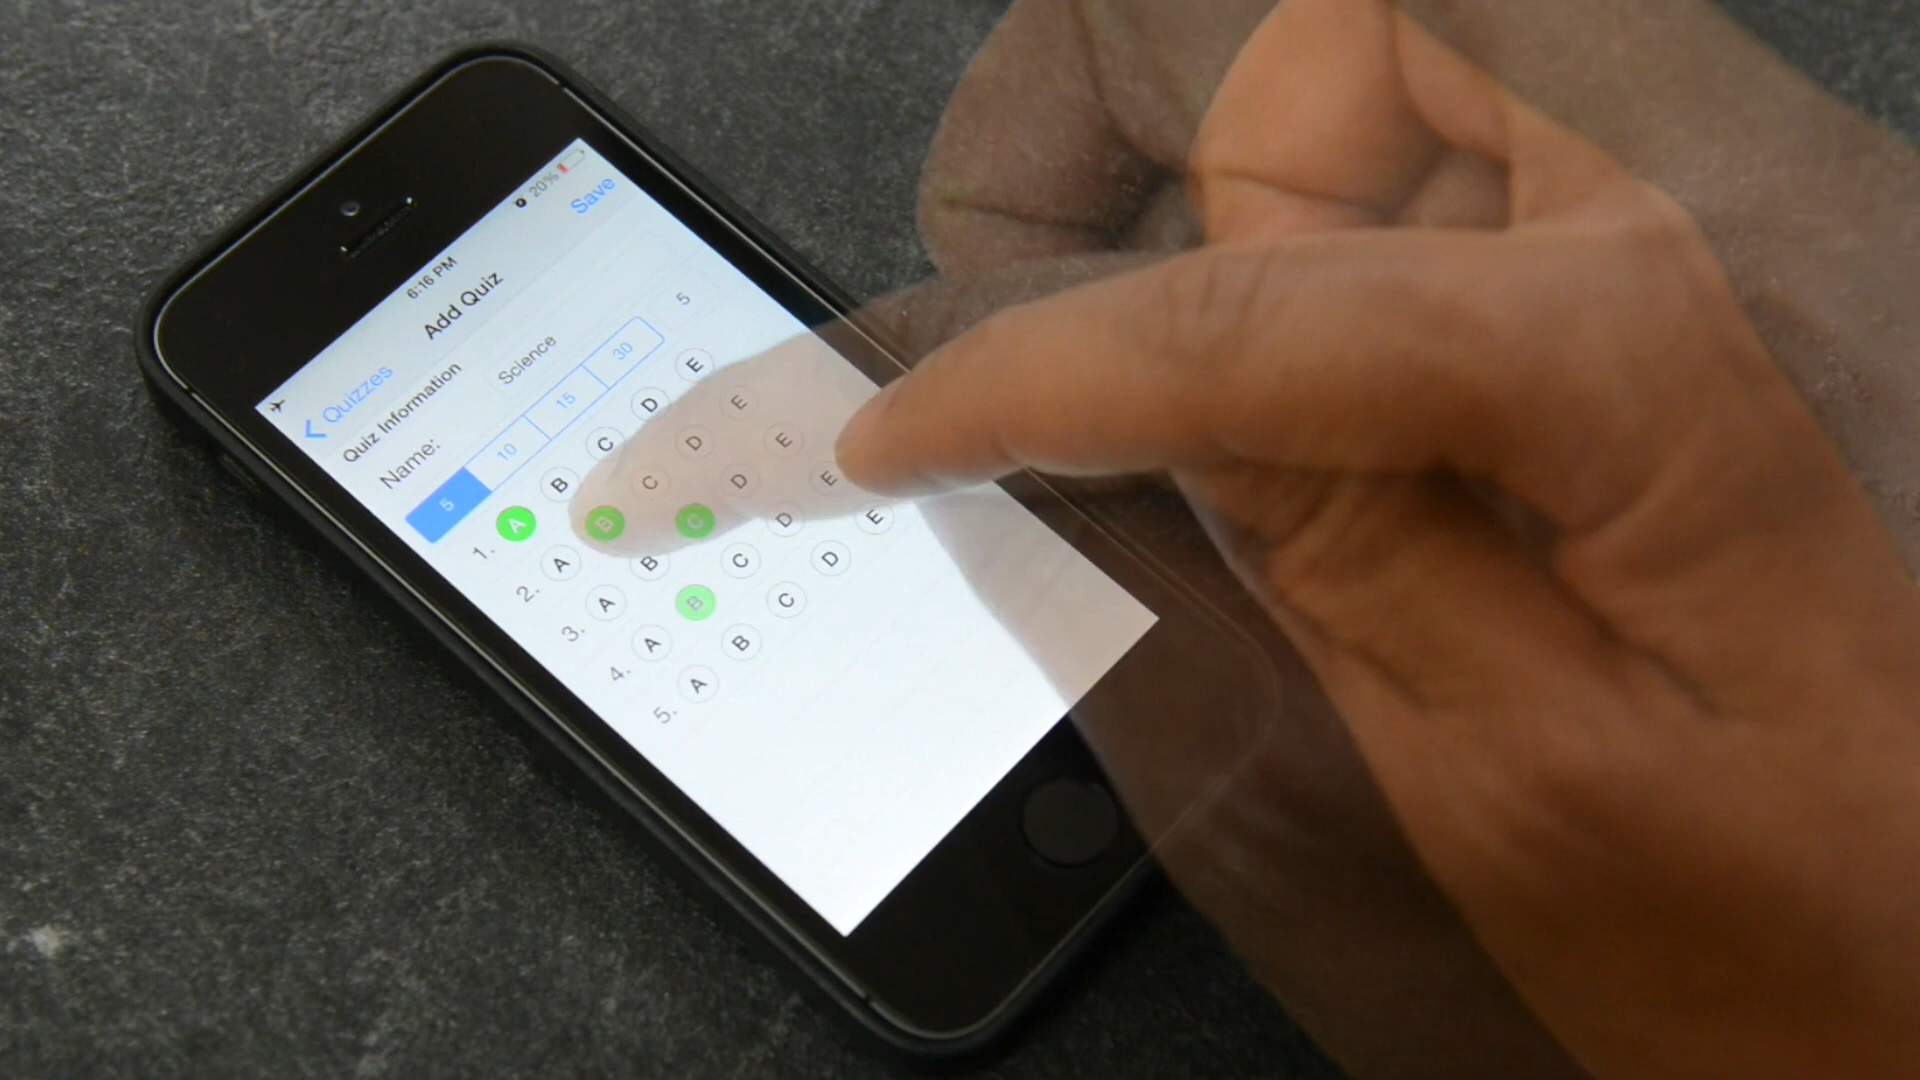 6:16 PM 20%
Quizzes Add Quiz Save
Quiz Information
Name: Science 5
5 10 15 30
1. A B C D E
2. A B C D E
3. A B C D E
4. A B C D E
5. A B C D E